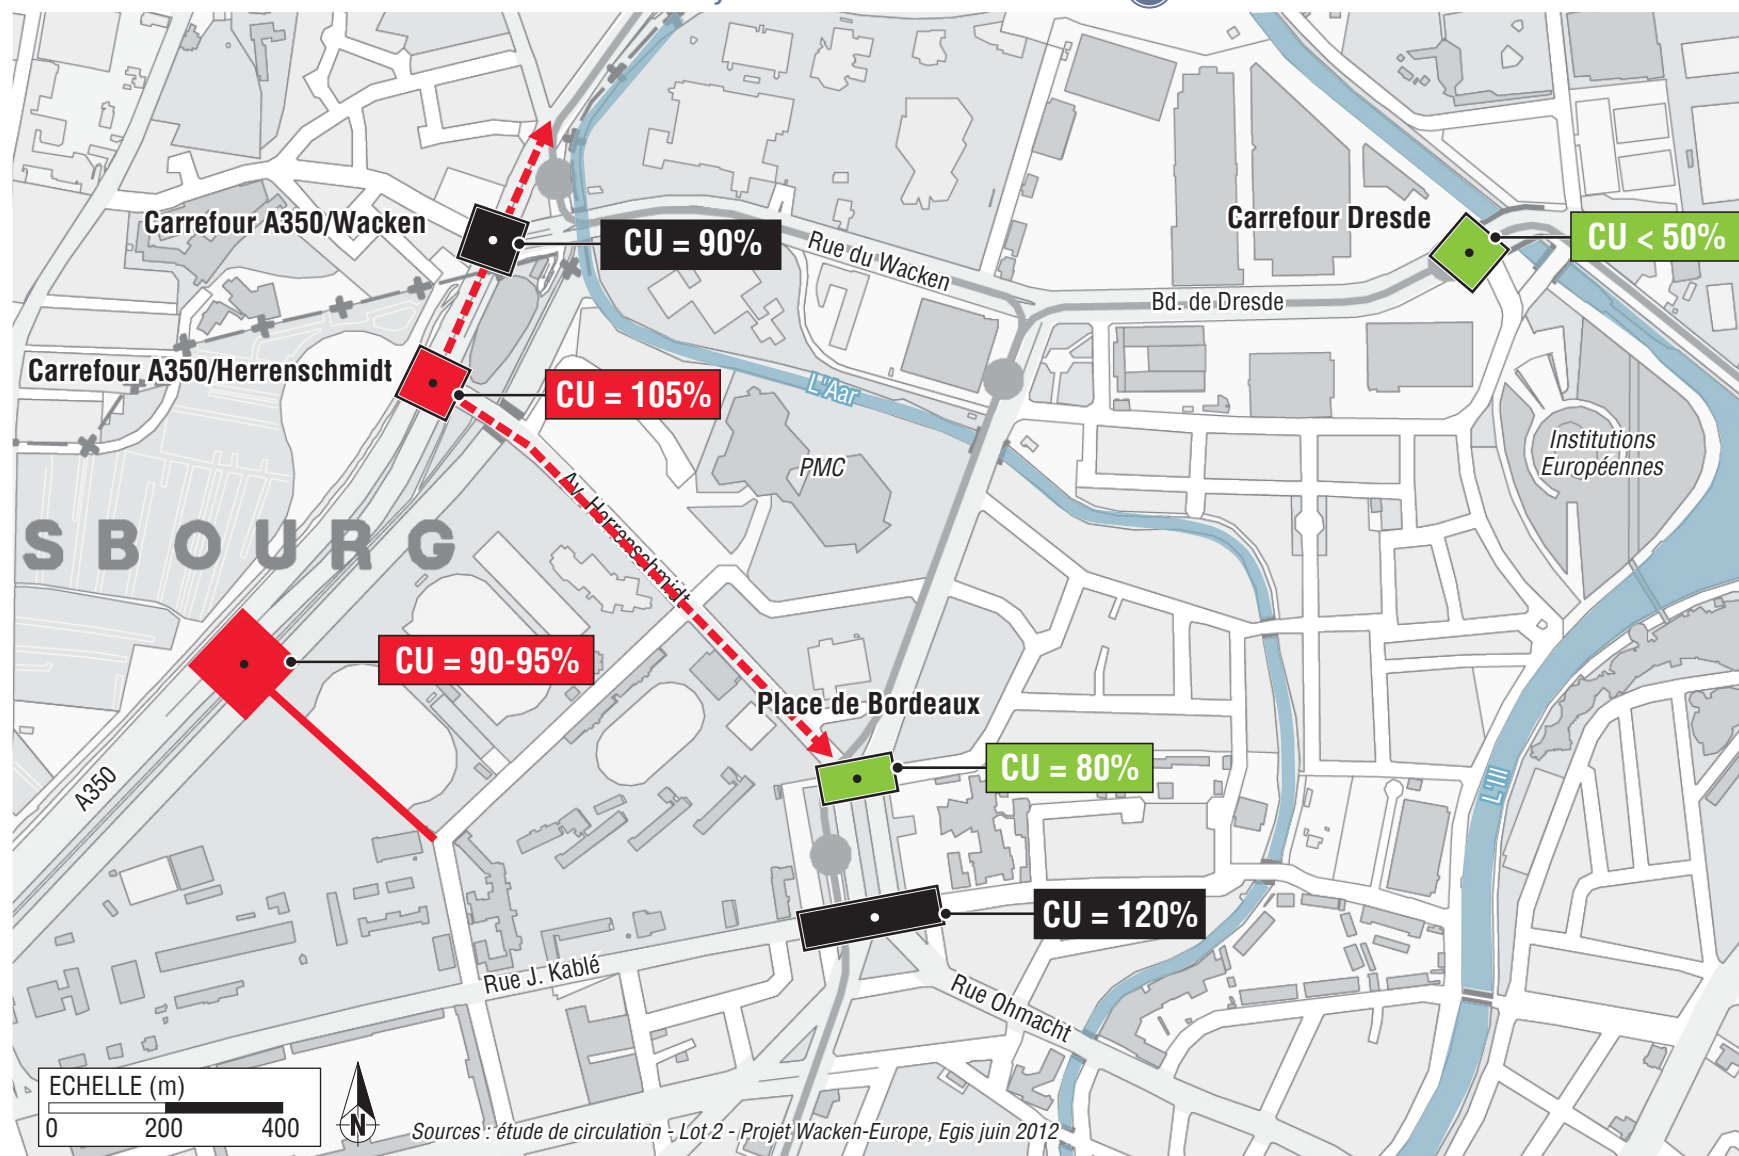 Carrefour A350/Wacken
CU = 90%
Rue du Wacken
Carrefour Dresde
CU < 50%
Bd. de Dresde
Carrefour A350/Herrenschmidt
CU = 105%
L'Aar
PMC
Institutions
Européennes
Av. Herrenschmidt
SBOURG
CU = 90-95%
Place de Bordeaux
A350
CU = 80%
L'Ill
CU = 120%
Rue J. Kablé
Rue Ohmacht
ECHELLE (m)
0 200 400
N
Sources : étude de circulation - Lot 2 - Projet Wacken-Europe, Egis juin 2012